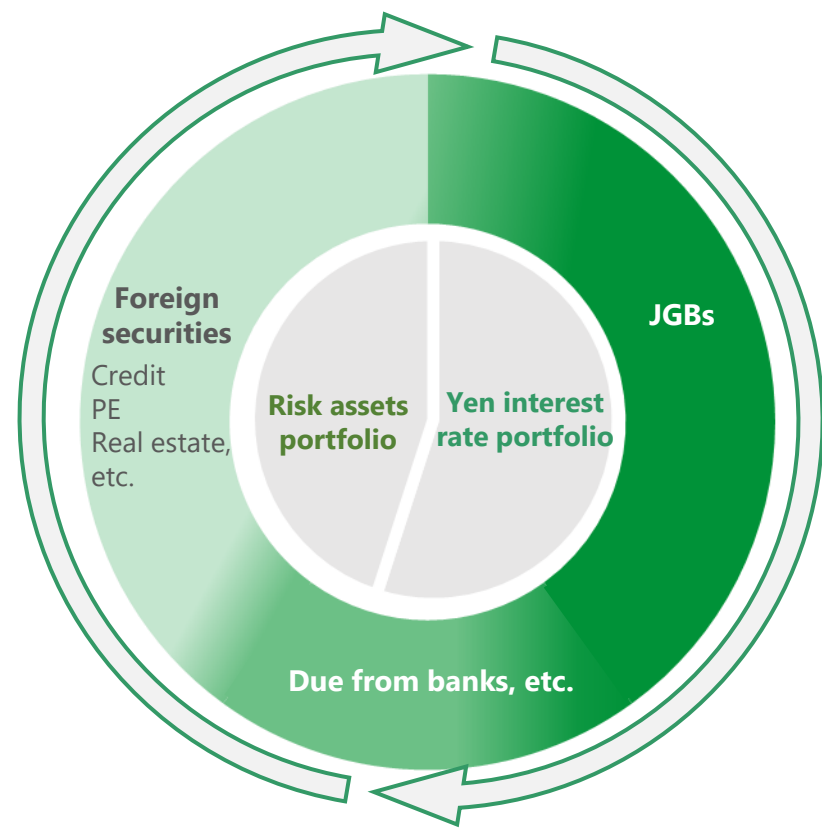 Foreign
securities
Credit
PE
Real estate,
etc.
Risk assets
portfolio
Yen interest
rate portfolio
JGBs
Due from banks, etc.